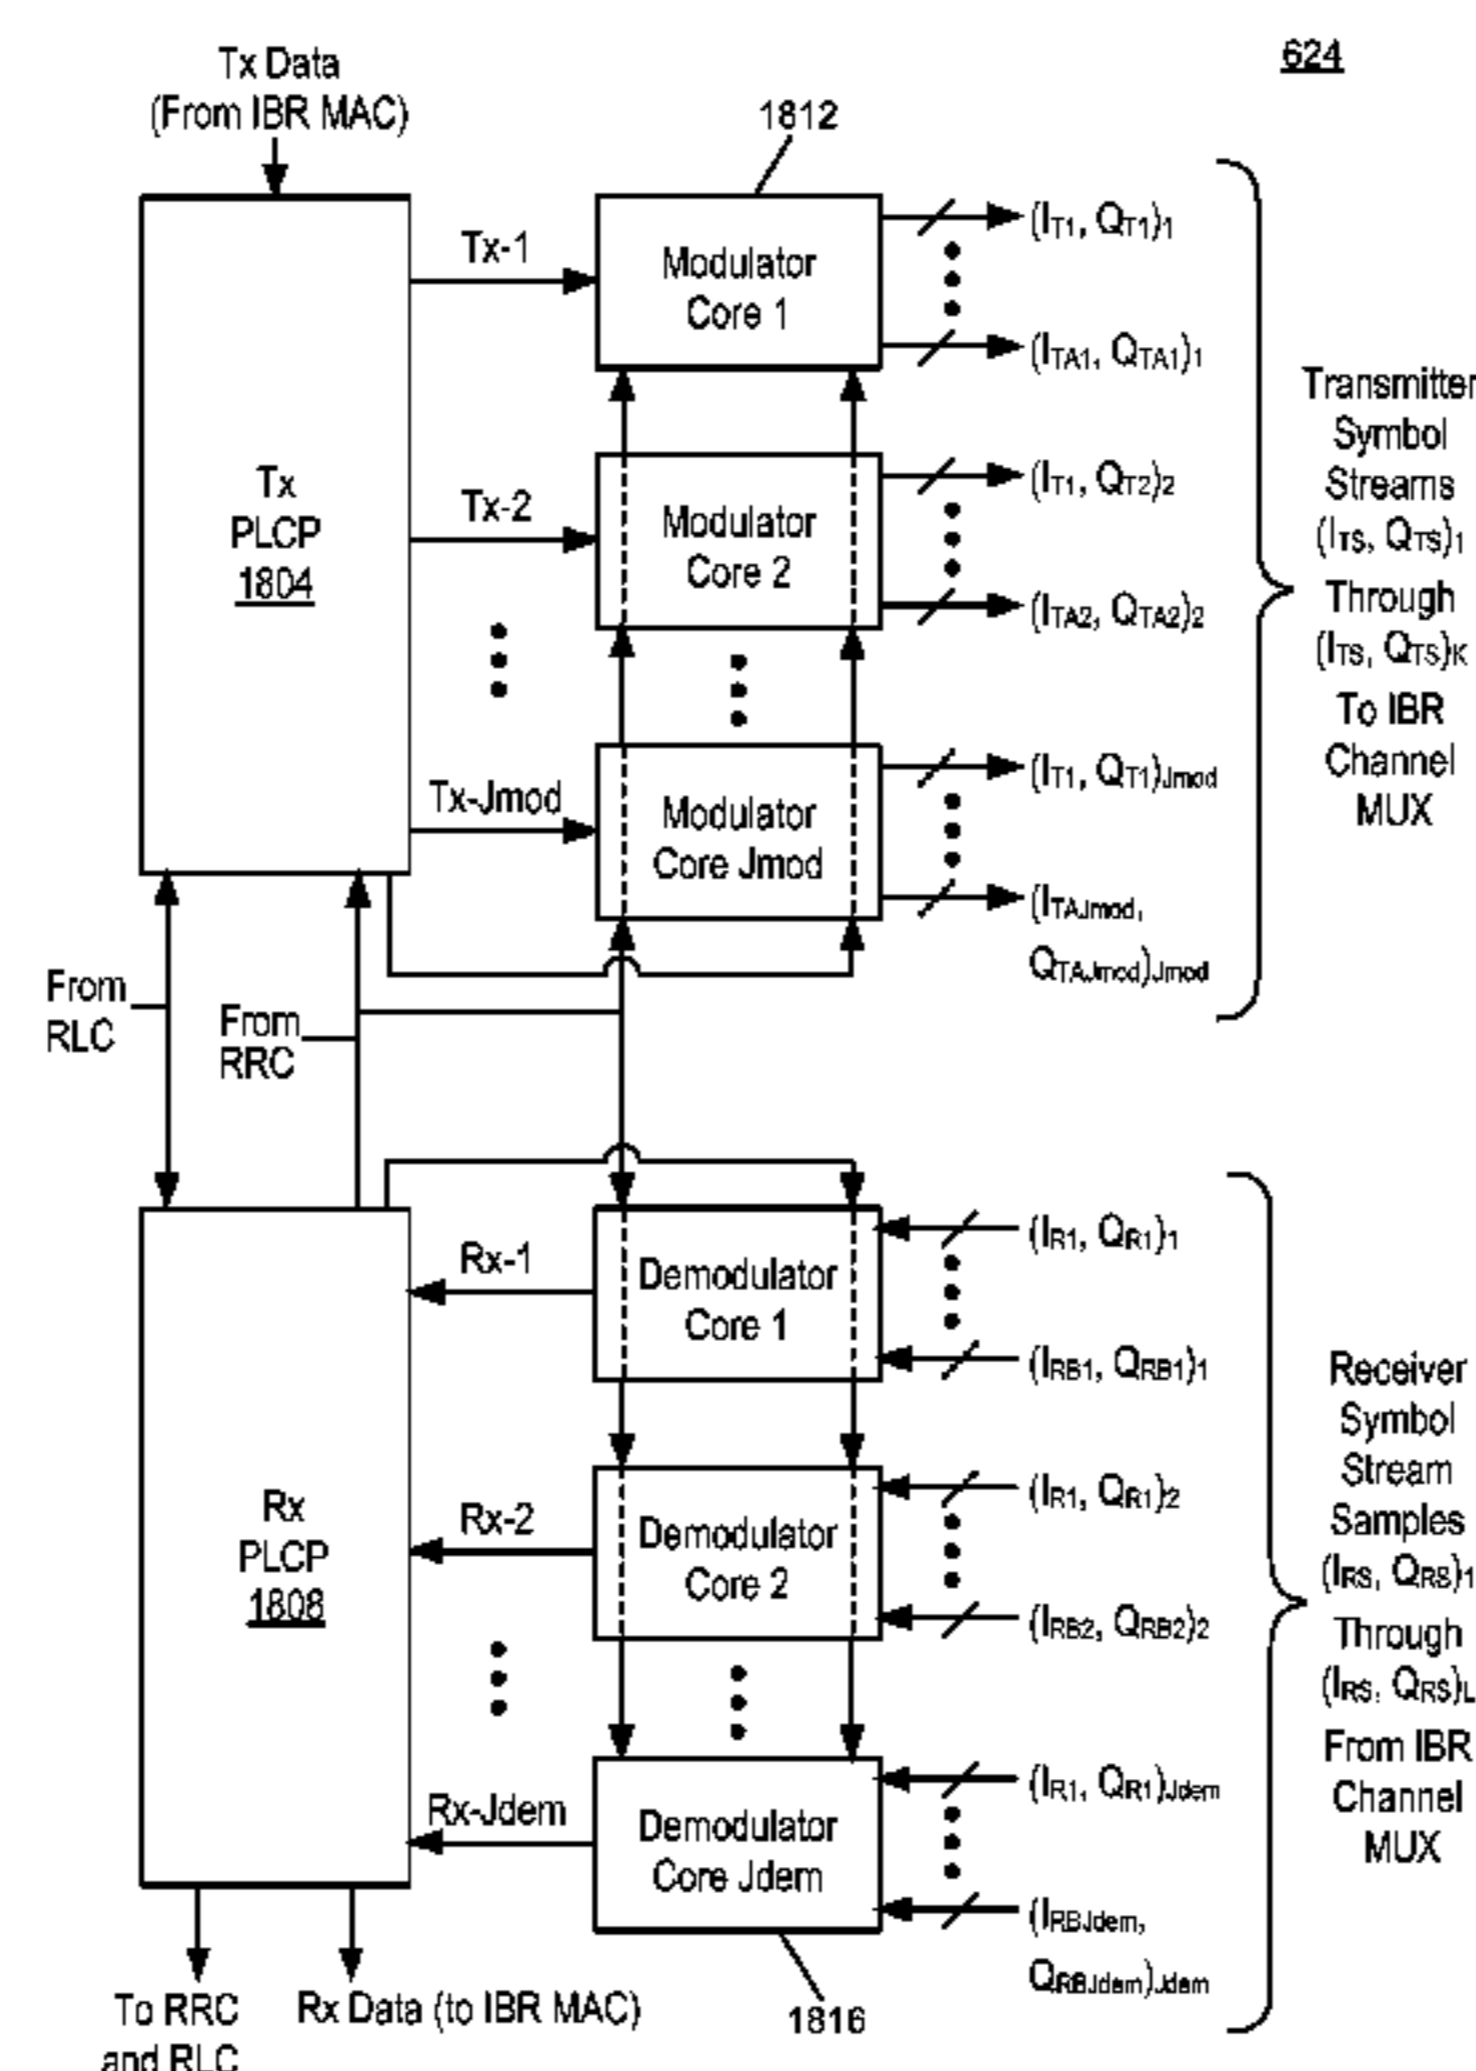 624
Tx Data
(From IBR MAC)
1812
Tx
PLCP
1804
Tx-1
Tx-2
Tx-Jmod
Modulator
Core 1
Modulator
Core 2
Modulator
Core Jmod
(IT1, QT1)1
(ITA1, QTA1)1
(IT1, QT2)2
(ITA2, QTA2)2
(IT1, QT1)Jmod
(ITAJmod,
QTAJmod)Jmod
Transmitter
Symbol
Streams
(ITS, QTS)1
Through
(ITS, QTS)K
To IBR
Channel
MUX
From
RLC
From
RRC
Rx
PLCP
1808
Rx-1
Rx-2
Rx-Jdem
Demodulator
Core 1
Demodulator
Core 2
Demodulator
Core Jdem
(IR1, QR1)1
(IRB1, QRB1)1
(IR1, QR1)2
(IRB2, QRB2)2
(IR1, QR1)Jdem
(IRBJdem,
QRBJdem)Jdem
Receiver
Symbol
Stream
Samples
(IRS, QRS)1
Through
(IRS, QRS)L
From IBR
Channel
MUX
To RRC
and RLC
Rx Data (to IBR MAC)
1816